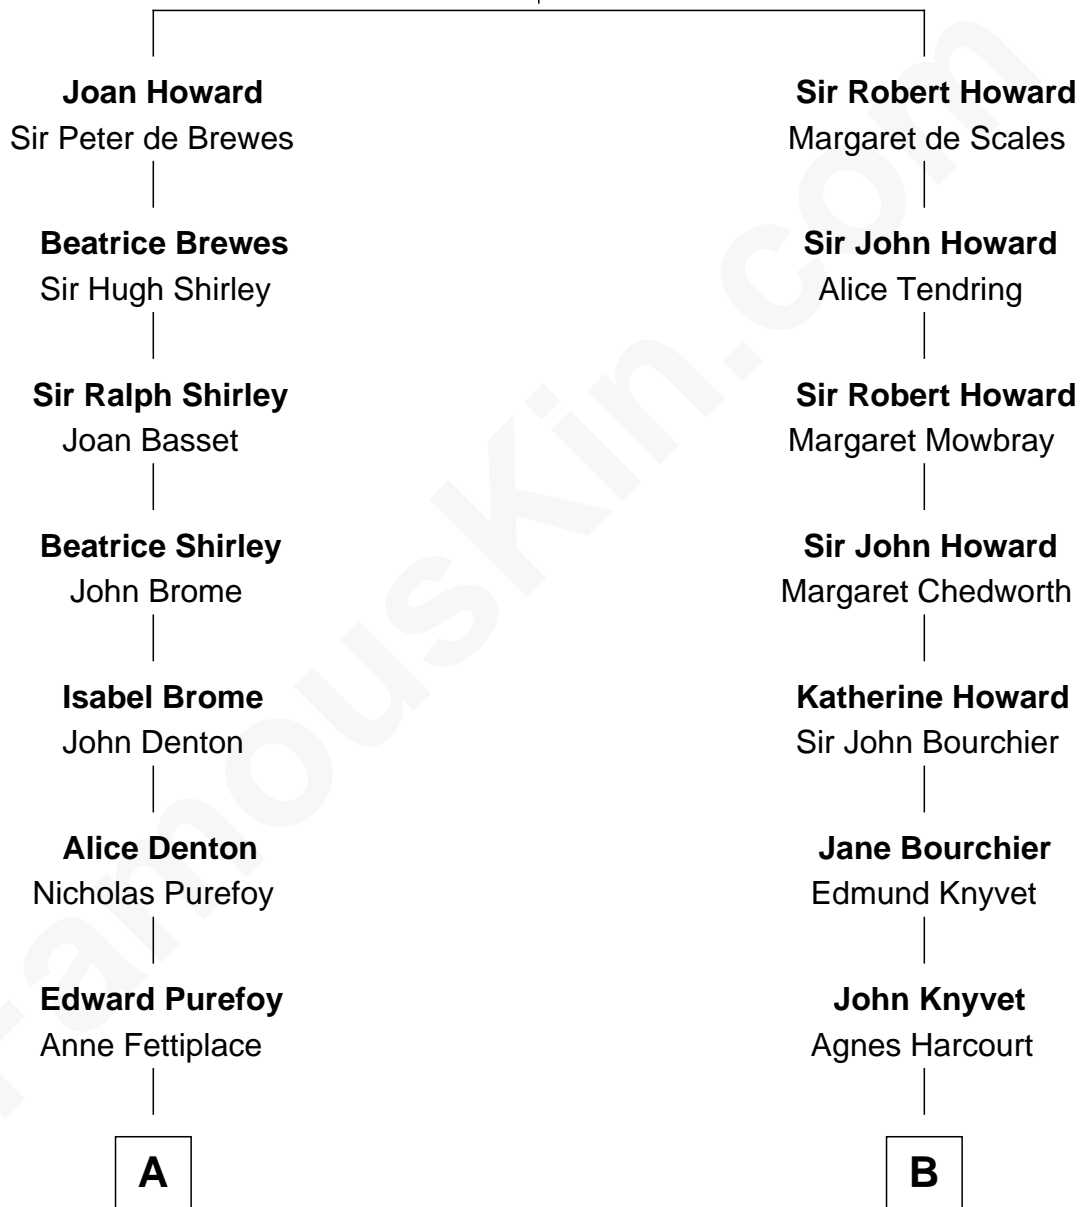 Joan Howard
Sir Peter de Brewes
Beatrice Brewes
Sir Hugh Shirley
Sir Ralph Shirley
Joan Basset
Beatrice Shirley
John Brome
Isabel Brome
John Denton
Alice Denton
Nicholas Purefoy
Edward Purefoy
Anne Fettiplace
A
Sir Robert Howard
Margaret de Scales
Sir John Howard
Alice Tendring
Sir Robert Howard
Margaret Mowbray
Sir John Howard
Margaret Chedworth
Katherine Howard
Sir John Bourchier
Jane Bourchier
Edmund Knyvet
John Knyvet
Agnes Harcourt
B
FamousKin.com